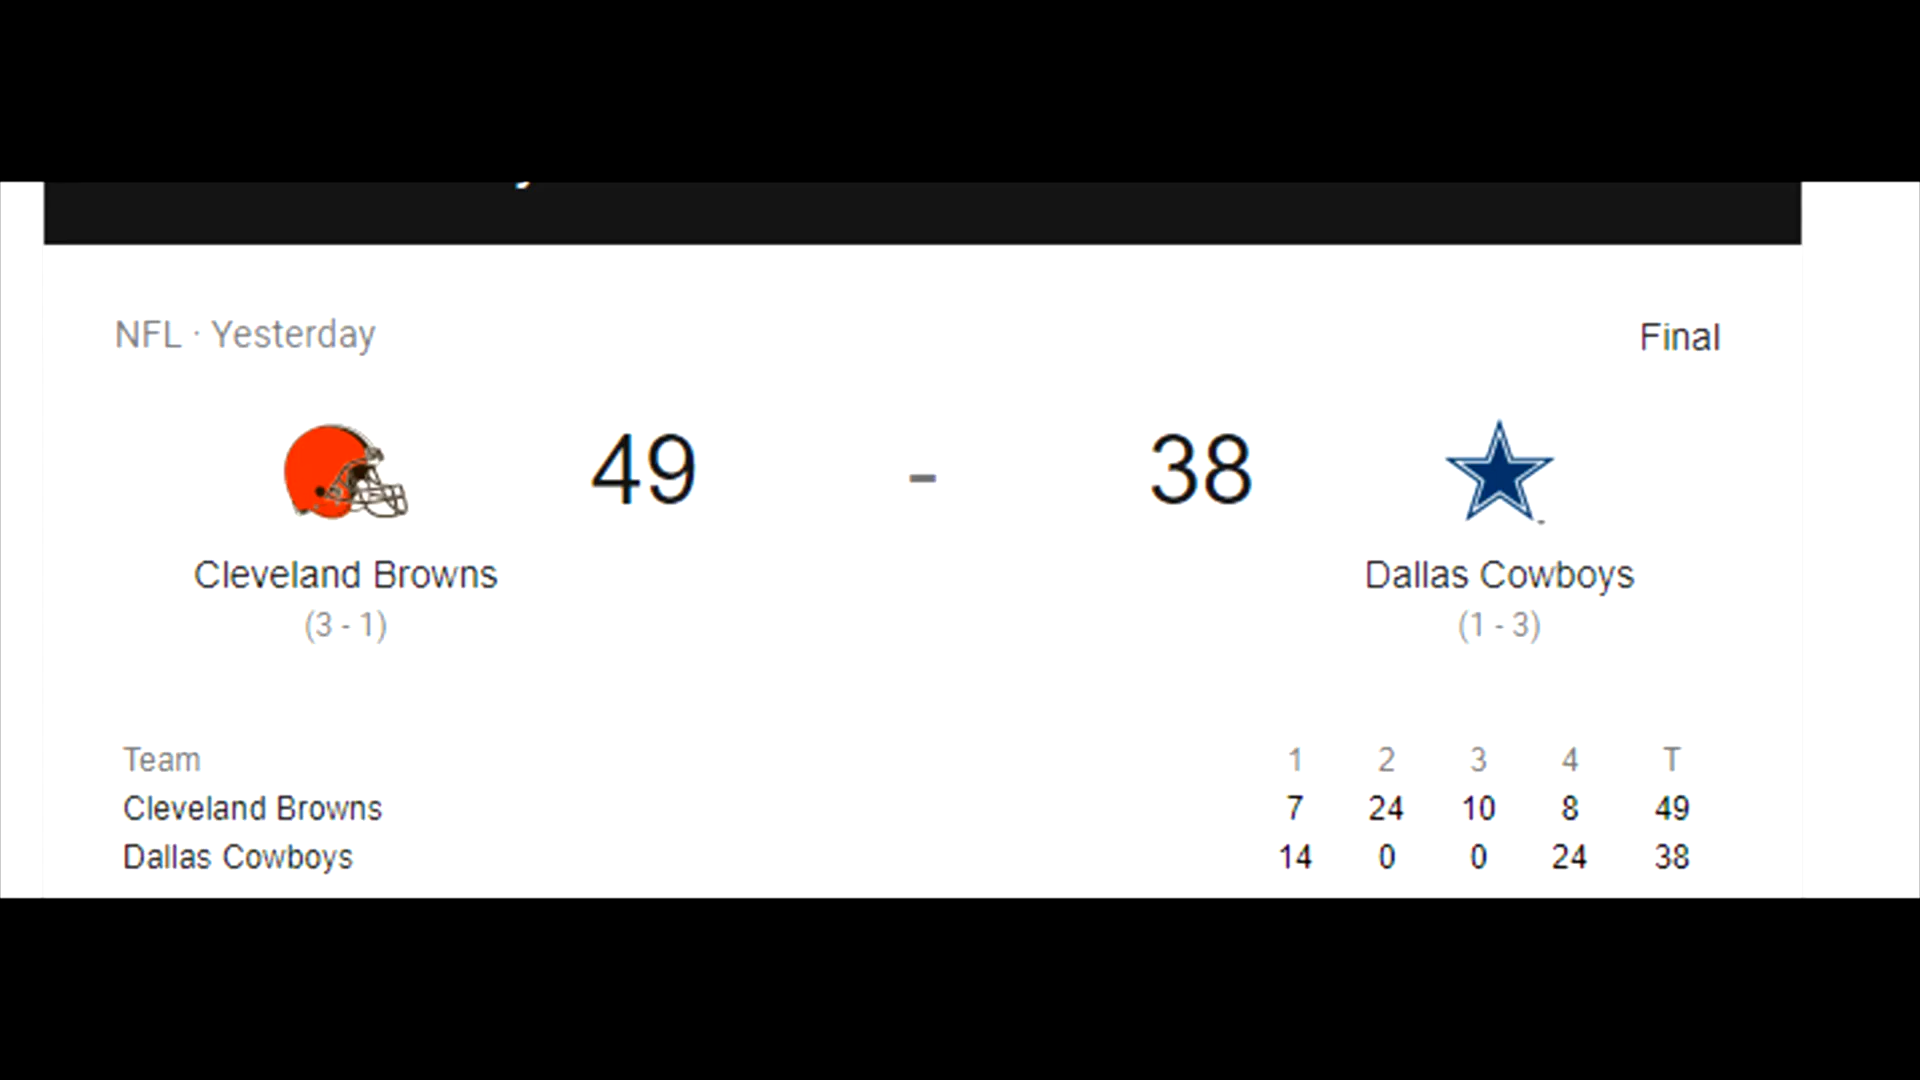 NFL · Yesterday Final
49 - 38
Cleveland Browns Dallas Cowboys
(3 - 1) (1 - 3)
Team 1 2 3 4 T
Cleveland Browns 7 24 10 8 49
Dallas Cowboys 14 0 0 24 38